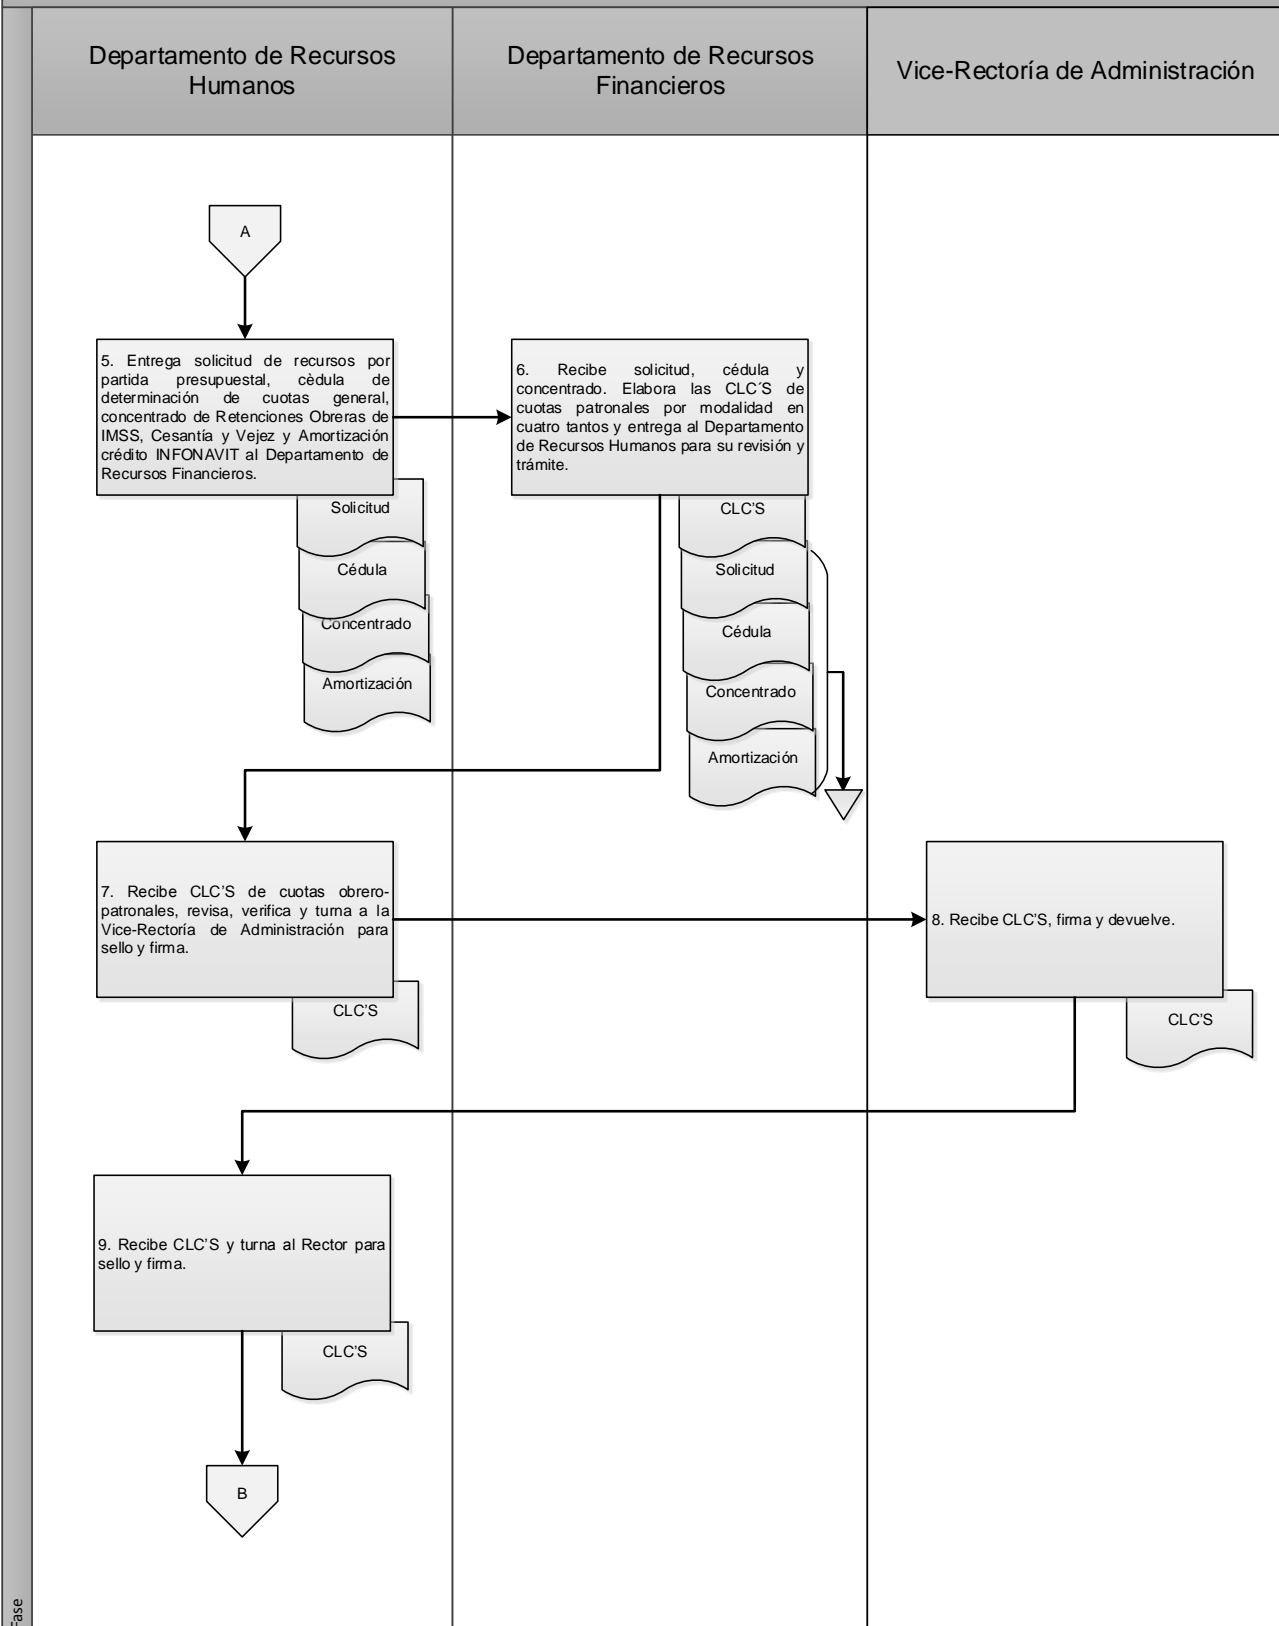 Departamento de Recursos
Humanos
Departamento de Recursos
Financieros
Vice-Rectoría de Administración
A
5. Entrega solicitud de recursos por
partida presupuestal, cèdula de
determinación de cuotas general,
concentrado de Retenciones Obreras de
IMSS, Cesantía y Vejez y Amortización
crédito INFONAVIT al Departamento de
Recursos Financieros.
Solicitud
Cédula
Concentrado
Amortización
6. Recibe solicitud, cédula y
concentrado. Elabora las CLC´S de
cuotas patronales por modalidad en
cuatro tantos y entrega al Departamento
de Recursos Humanos para su revisión y
trámite.
CLC'S
Solicitud
Cédula
Concentrado
Amortización
7. Recibe CLC'S de cuotas obrero-
patronales, revisa, verifica y turna a la
Vice-Rectoría de Administración para
sello y firma.
CLC'S
8. Recibe CLC'S, firma y devuelve.
CLC'S
9. Recibe CLC'S y turna al Rector para
sello y firma.
CLC'S
B
Fase